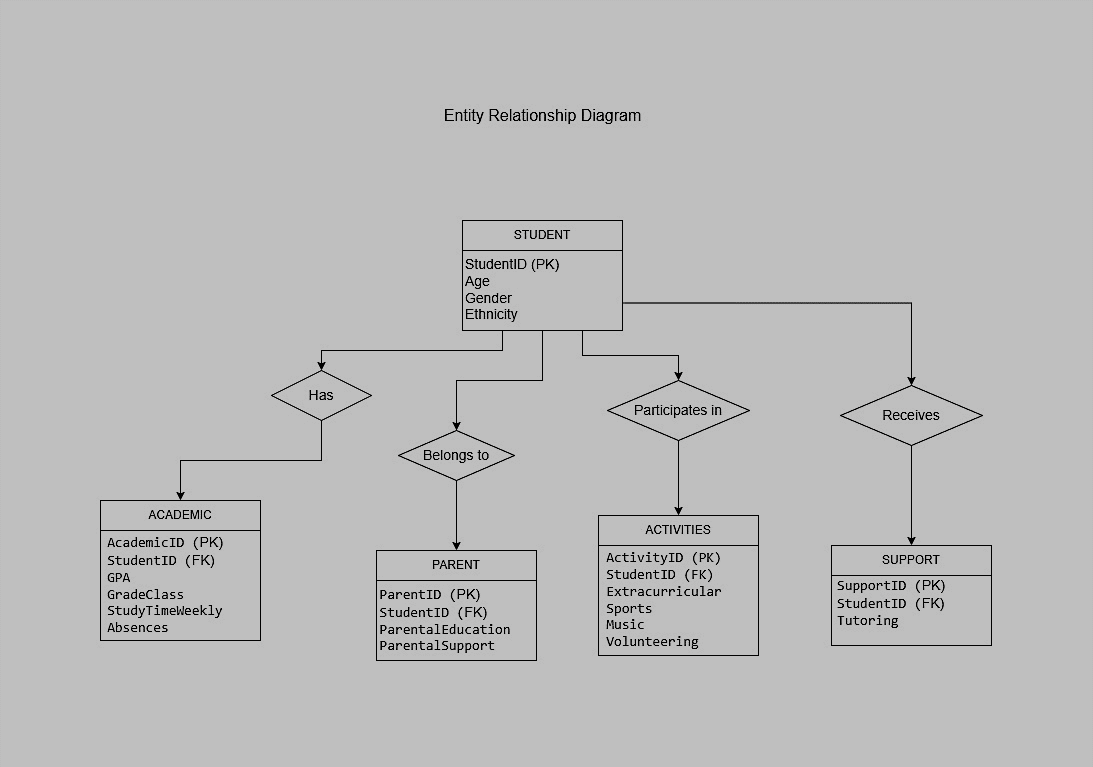 Entity Relationship Diagram
STUDENT
StudentID (PK)
Age
Gender
Ethnicity
Has
Belongs to
Participates in
Receives
ACADEMIC
AcademicID (PK)
StudentID (FK)
GPA
GradeClass
StudyTimeWeekly
Absences
PARENT
ParentID (PK)
StudentID (FK)
ParentalEducation
ParentalSupport
ACTIVITIES
ActivityID (PK)
StudentID (FK)
Extracurricular
Sports
Music
Volunteering
SUPPORT
SupportID (PK)
StudentID (FK)
Tutoring